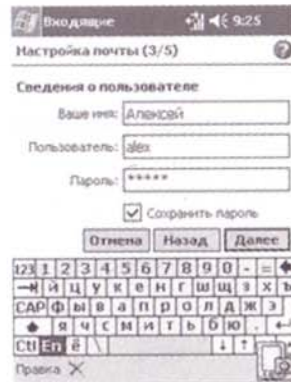 Входящие 9:25
Настройка почты (3/5)
Сведения о пользователе
Ваше имя: Алексей
Пользователь: alex
Пароль: *****
Сохранить пароль
Отмена Назад Далее
123 1 2 3 4 5 6 7 8 9 0 - =
й ц у к е н г ш щ з х ъ
CAP ф ы в а п р о л д ж э
я ч с м и т ь б ю .
Ctl En ё \
Правка